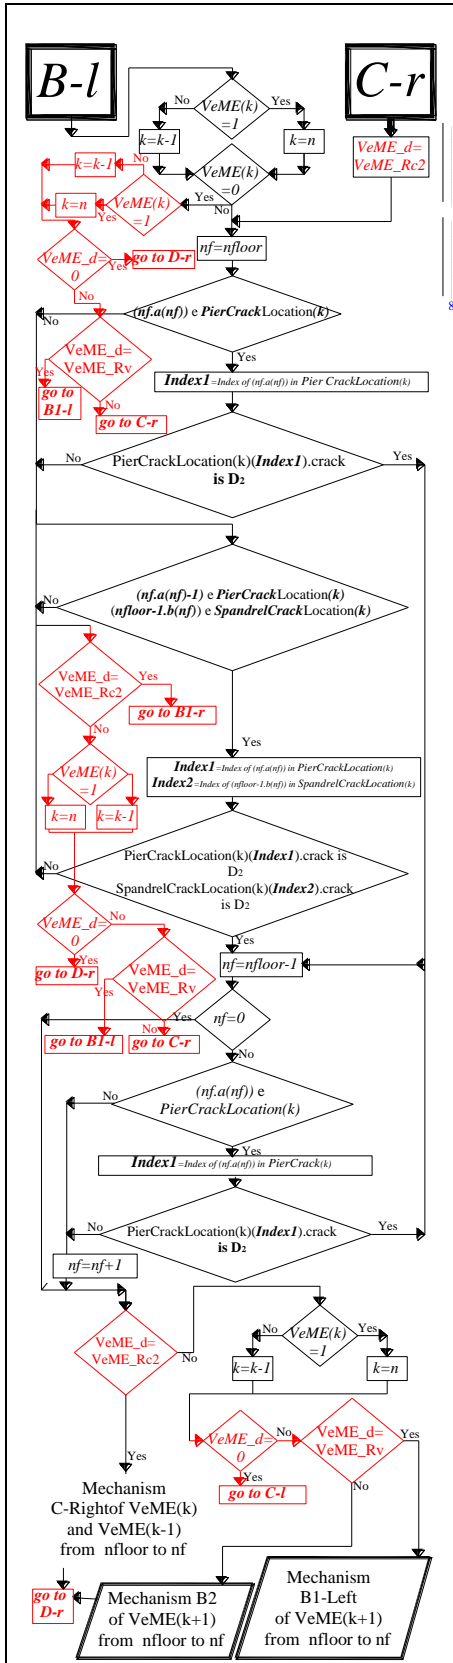 B-l
C-r
VeME(k)
=1
No
Yes
k=k-1
k=n
VeME_d=
VeME_Rc2
VeME(k)
=0
No
k=k-1
k=n
Yes
VeME(k)
=1
Yes
No
nf=nfloor
VeME_d=
0
Yes
go to D-r
No
(nf.a(nf)) e PierCrackLocation(k)
No
Yes
VeME_d=
VeME_Rv
Yes
go to
B1-l
No
go to C-r
Index1=Index of (nf.a(nf)) in Pier CrackLocation(k)
PierCrackLocation(k)(Index1).crack
is D2
No
Yes
(nf.a(nf)-1) e PierCrackLocation(k)
(nfloor-1.b(nf)) e SpandrelCrackLocation(k)
No
VeME_d=
VeME_Rc2
Yes
go to B1-r
No
Yes
VeME(k)
=1
k=n
k=k-1
Index1=Index of (nf.a(nf)) in PierCrackLocation(k)
Index2=Index of (nfloor-1.b(nf)) in SpandrelCrackLocation(k)
PierCrackLocation(k)(Index1).crack is
D2
SpandrelCrackLocation(k)(Index2).crack
is D2
No
Yes
VeME_d=
0
No
Yes
go to D-r
VeME_d=
VeME_Rv
Yes
No
go to B1-l
go to C-r
nf=nfloor-1
nf=0
Yes
No
(nf.a(nf)) e
PierCrackLocation(k)
No
Yes
Index1=Index of (nf.a(nf)) in PierCrack(k)
PierCrackLocation(k)(Index1).crack
is D2
No
Yes
nf=nf+1
VeME_d=
VeME_Rc2
No
Yes
VeME(k)
=1
No
Yes
k=k-1
k=n
VeME_d=
0
No
Yes
go to C-l
VeME_d=
VeME_Rv
Yes
No
Mechanism
C-Rightof VeME(k)
and VeME(k-1)
from nfloor to nf
go to
D-r
Mechanism B2
of VeME(k+1)
from nfloor to nf
Mechanism
B1-Left
of VeME(k+1)
from nfloor to nf